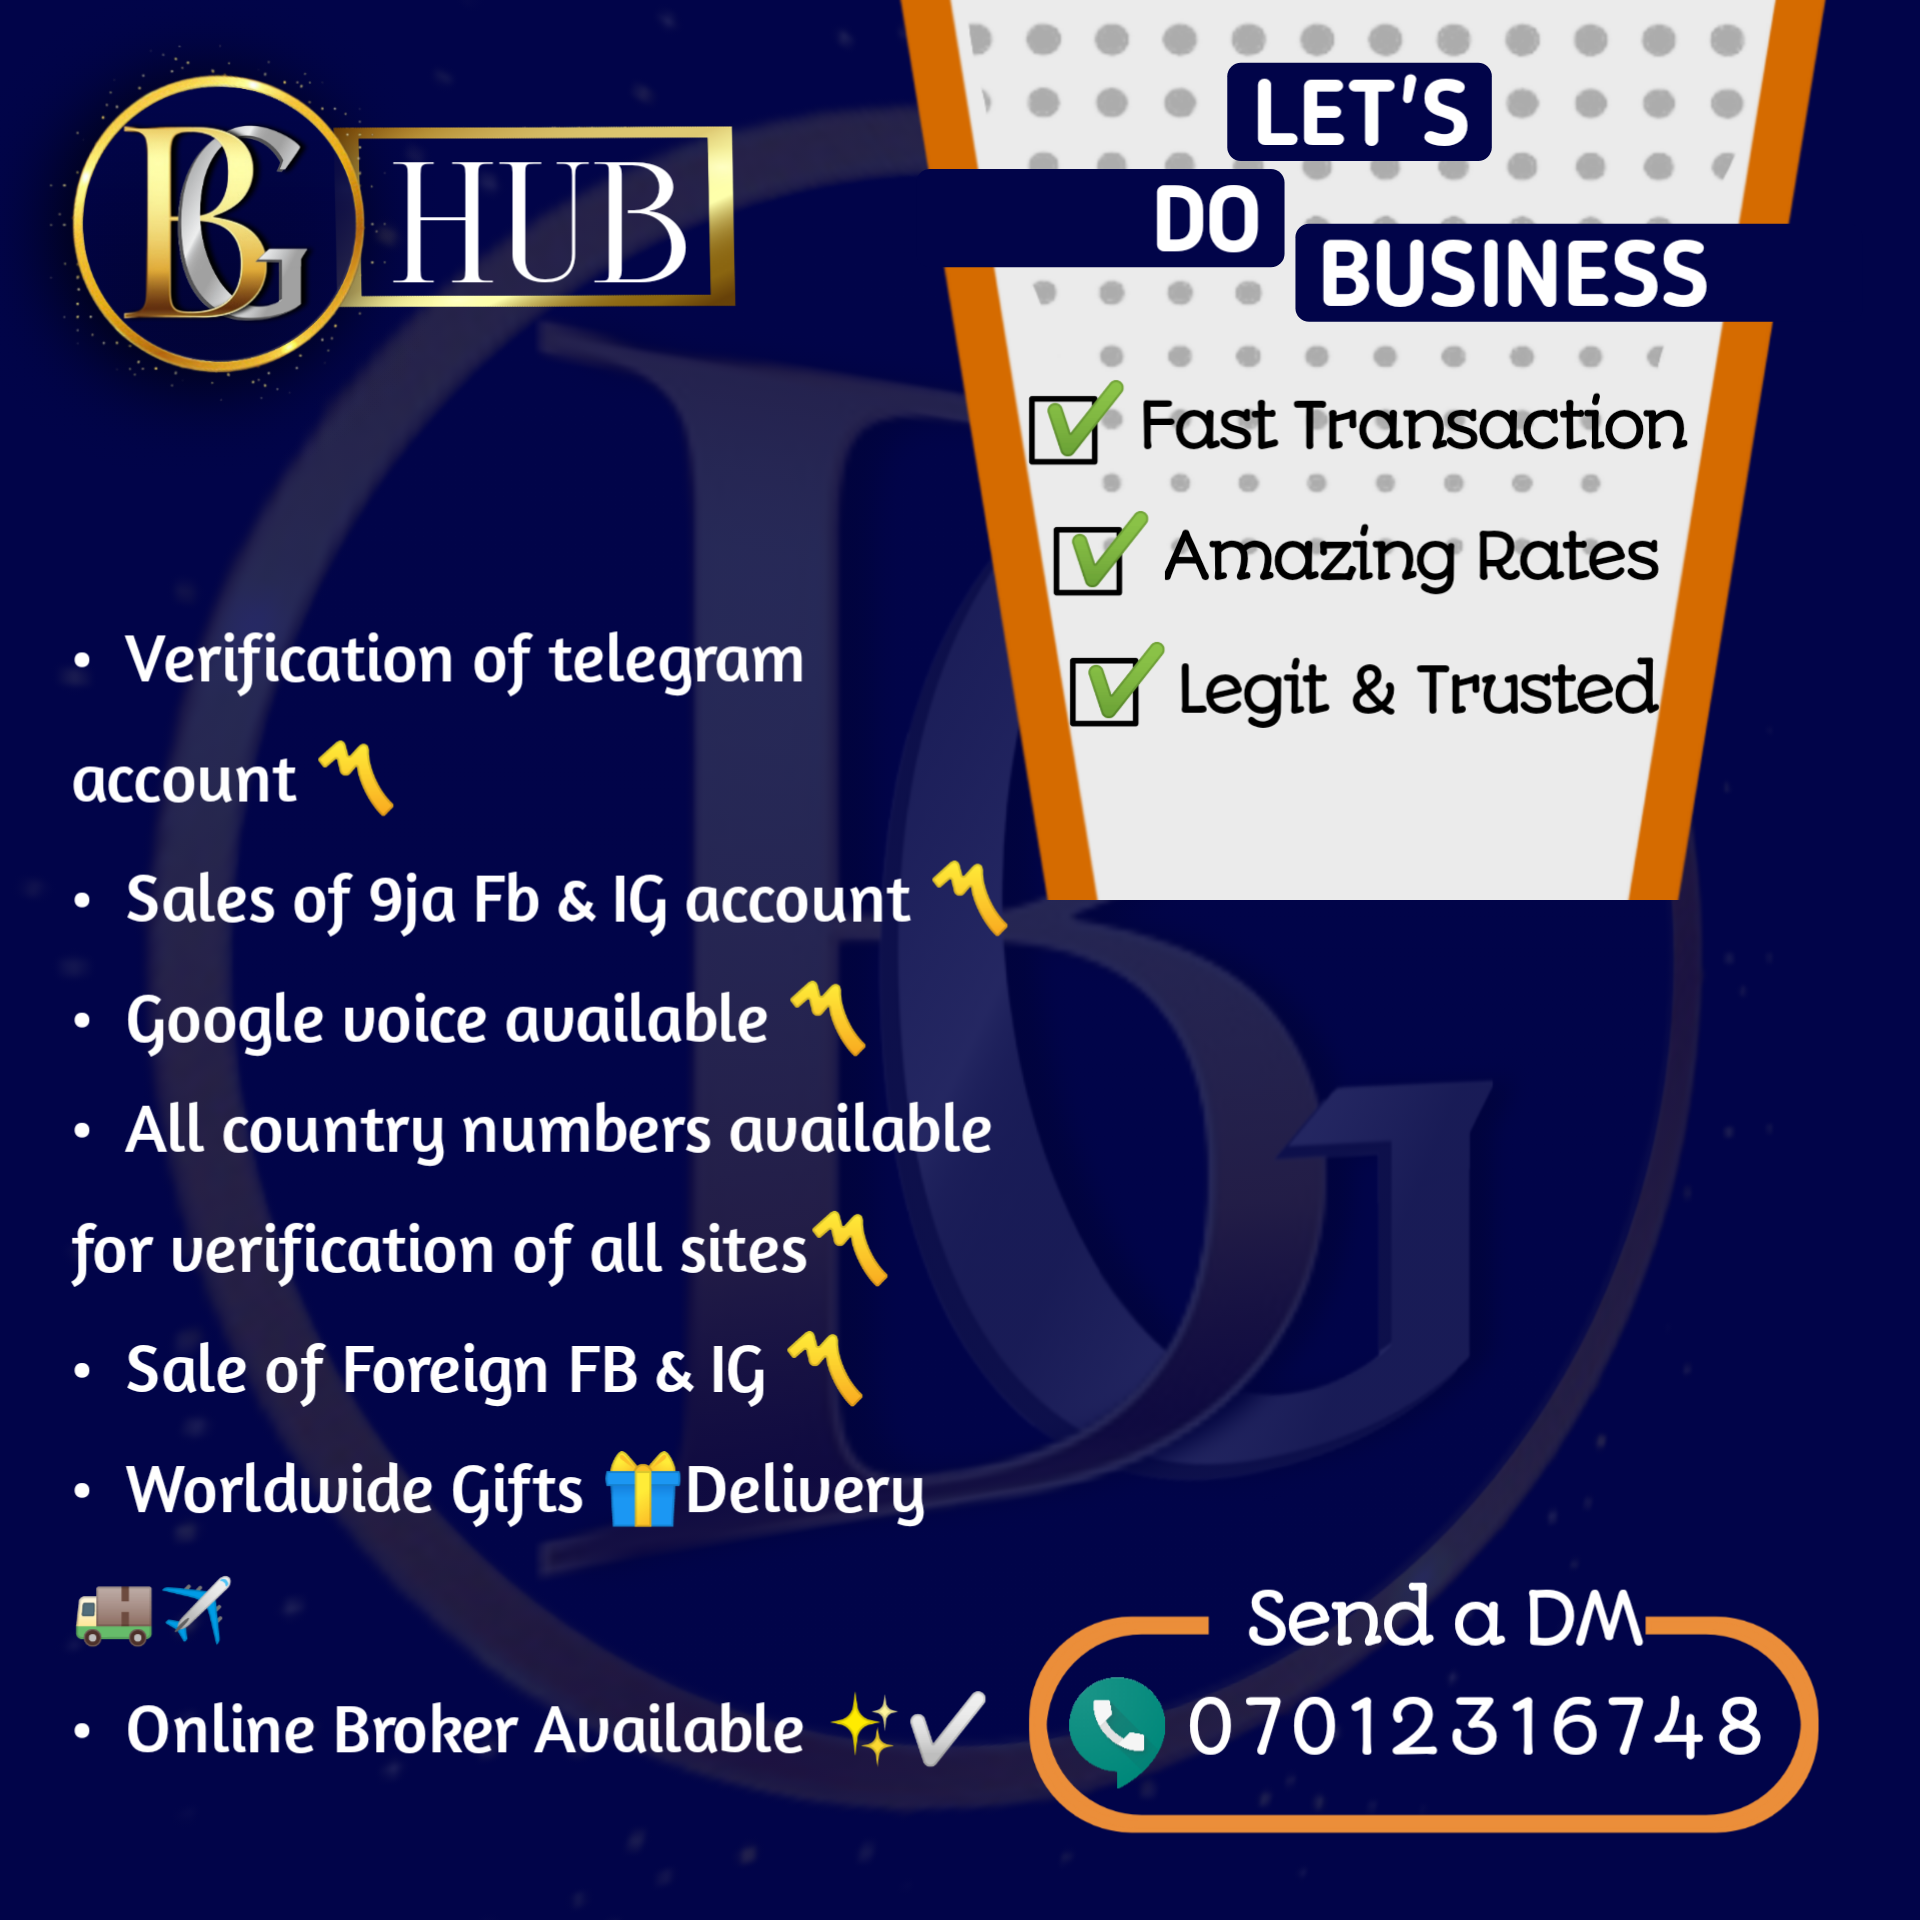 BG HUB
LET'S
DO
BUSINESS
Fast Transaction
Amazing Rates
Legit & Trusted
• Verification of telegram
account
• Sales of 9ja Fb & IG account
• Google voice available
• All country numbers available
for verification of all sites
• Sale of Foreign FB & IG
• Worldwide Gifts 🎁Delivery
🚚✈️
• Online Broker Available ✨✔️
Send a DM
07012316748